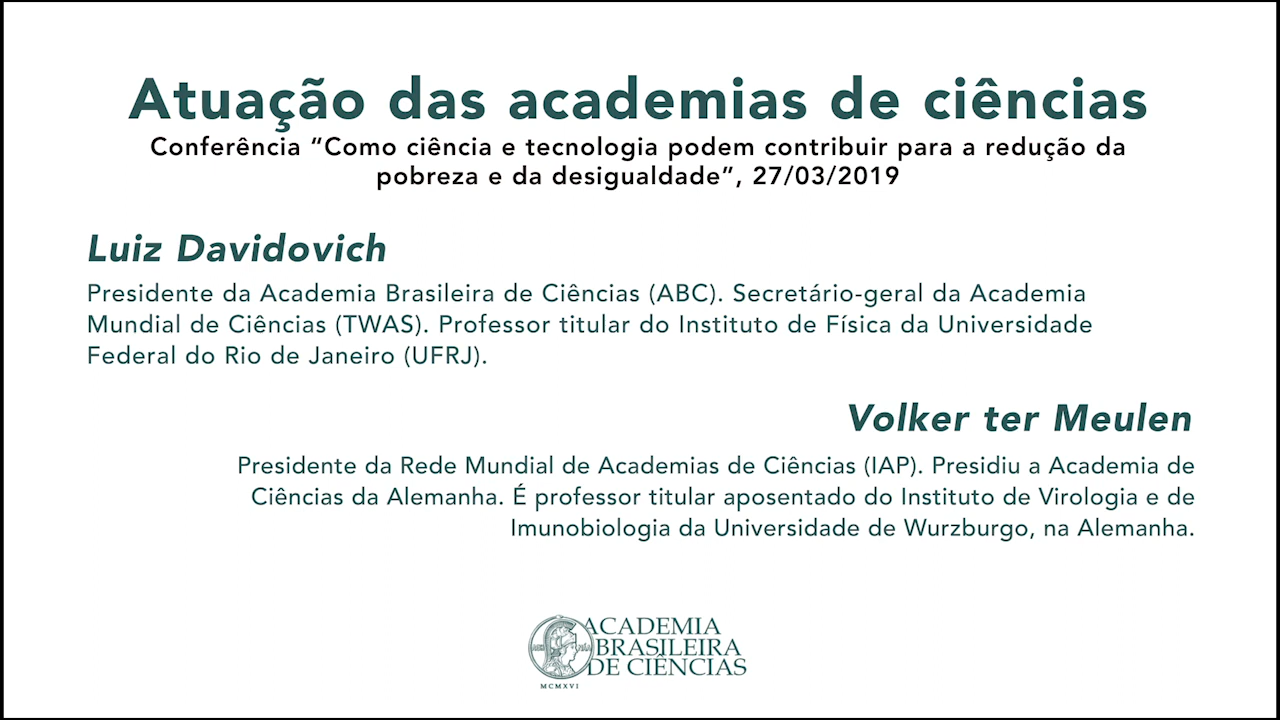 Atuação das academias de ciências
Conferência “Como ciência e tecnologia podem contribuir para a redução da
pobreza e da desigualdade”, 27/03/2019
Luiz Davidovich
Presidente da Academia Brasileira de Ciências (ABC). Secretário-geral da Academia
Mundial de Ciências (TWAS). Professor titular do Instituto de Física da Universidade
Federal do Rio de Janeiro (UFRJ).
Volker ter Meulen
Presidente da Rede Mundial de Academias de Ciências (IAP). Presidiu a Academia de
Ciências da Alemanha. É professor titular aposentado do Instituto de Virologia e de
Imunobiologia da Universidade de Wurzburgo, na Alemanha.
ACADEMIA
BRASILEIRA
DE CIÊNCIAS
MCMXVI